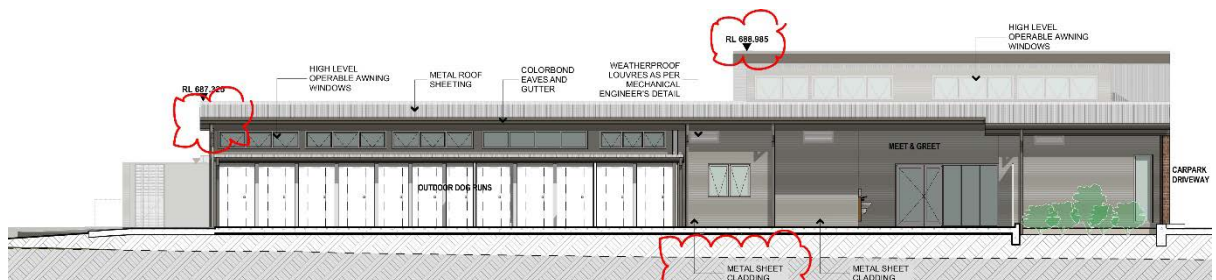 RL 688.985
HIGH LEVEL
OPERABLE AWNING
WINDOWS
HIGH LEVEL
OPERABLE AWNING
WINDOWS
METAL ROOF
SHEETING
COLORBOND
EAVES AND
GUTTER
WEATHERPROOF
LOUVRES AS PER
MECHANICAL
ENGINEER'S DETAIL
RL
MEET & GREET
CARPARK
DRIVEWAY
OUTDOOR DOG RUNS
METAL SHEET
CLADDING
METAL SHEET
CLADDING